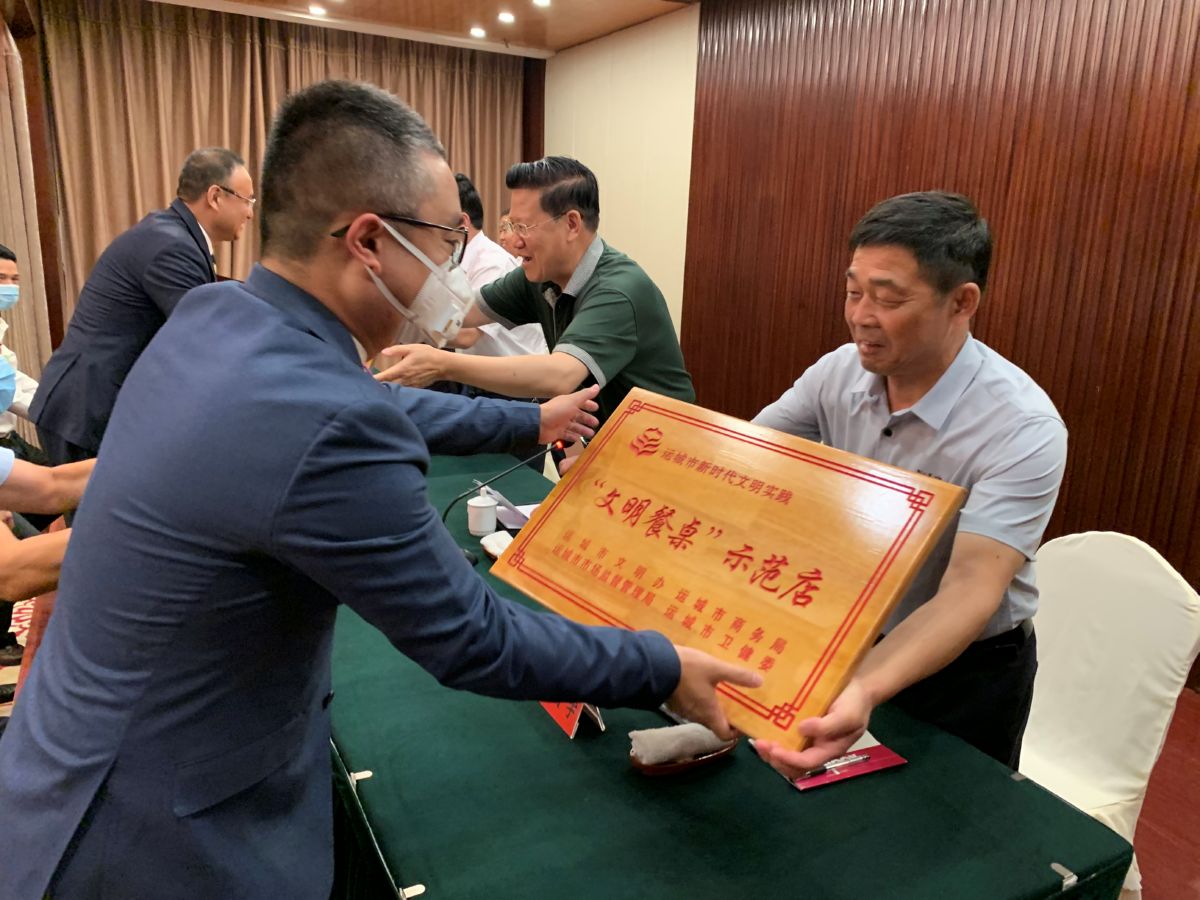 运城市新时代文明实践
“文明餐桌”示范店
运城市文明办 运城市商务局
运城市市场监督管理局 运城市卫健委